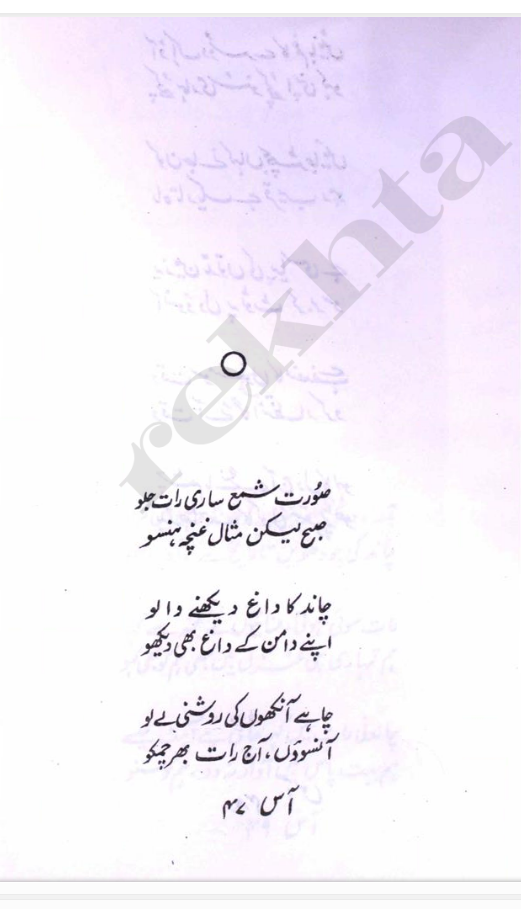 rekhta
صُورت شمع ساری رات جلو
صبح لیکن مثال غنچہ ہنسو
چاند کا داغ دیکھنے والو
اپنے دامن کے داغ بھی دیکھو
چاہے آنکھوں کی روشنی لے لو
آنسوؤں، آج رات بھر چمکو
آس ۴۷